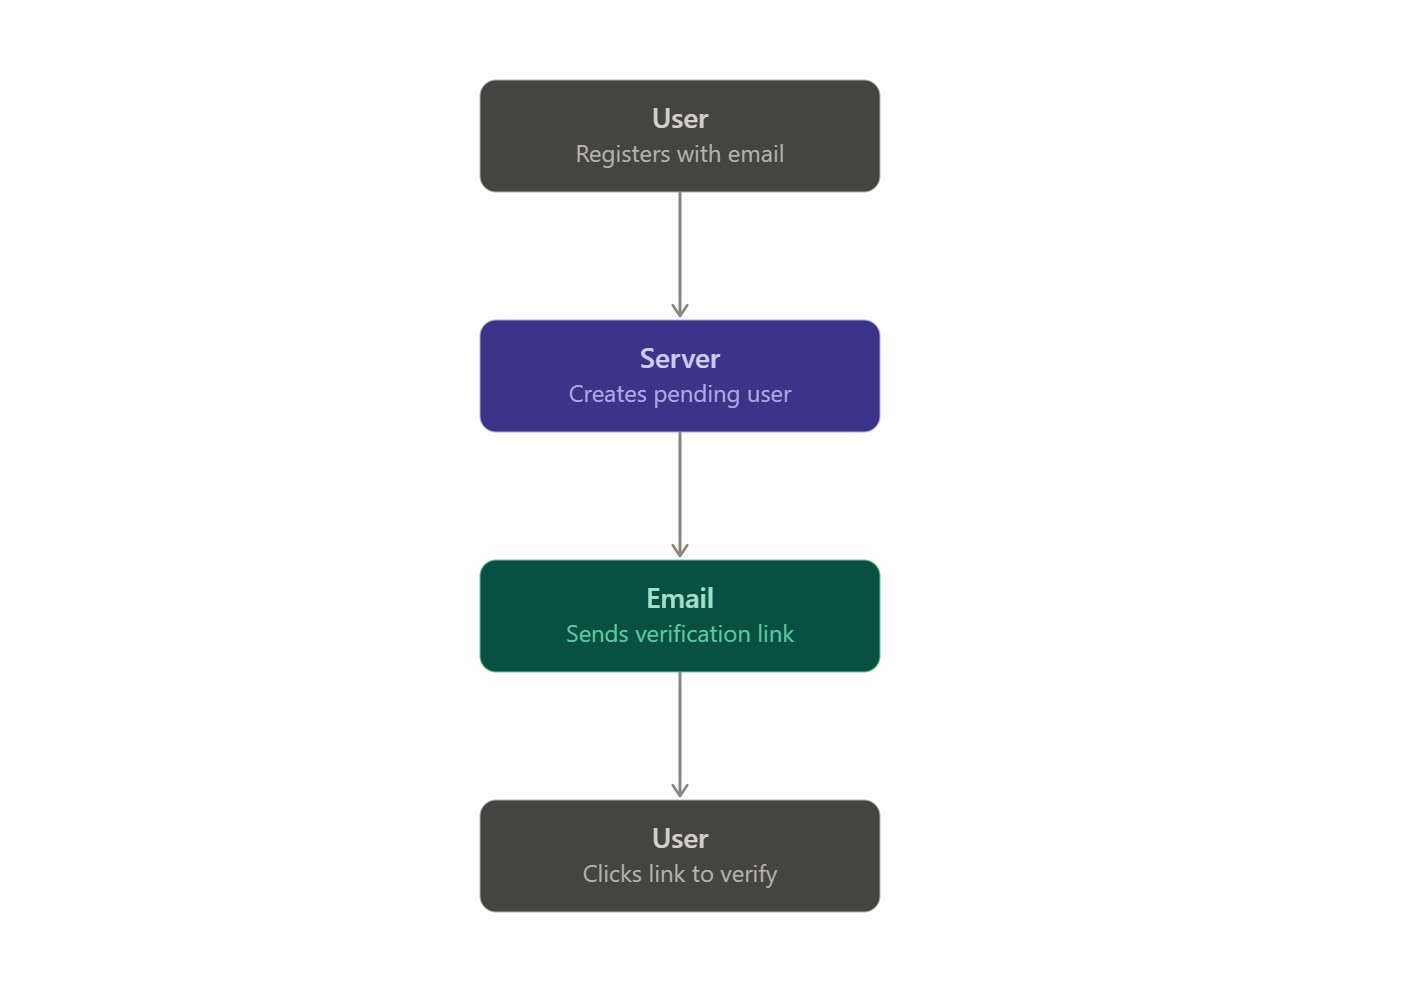 User
Registers with email
Server
Creates pending user
Email
Sends verification link
User
Clicks link to verify